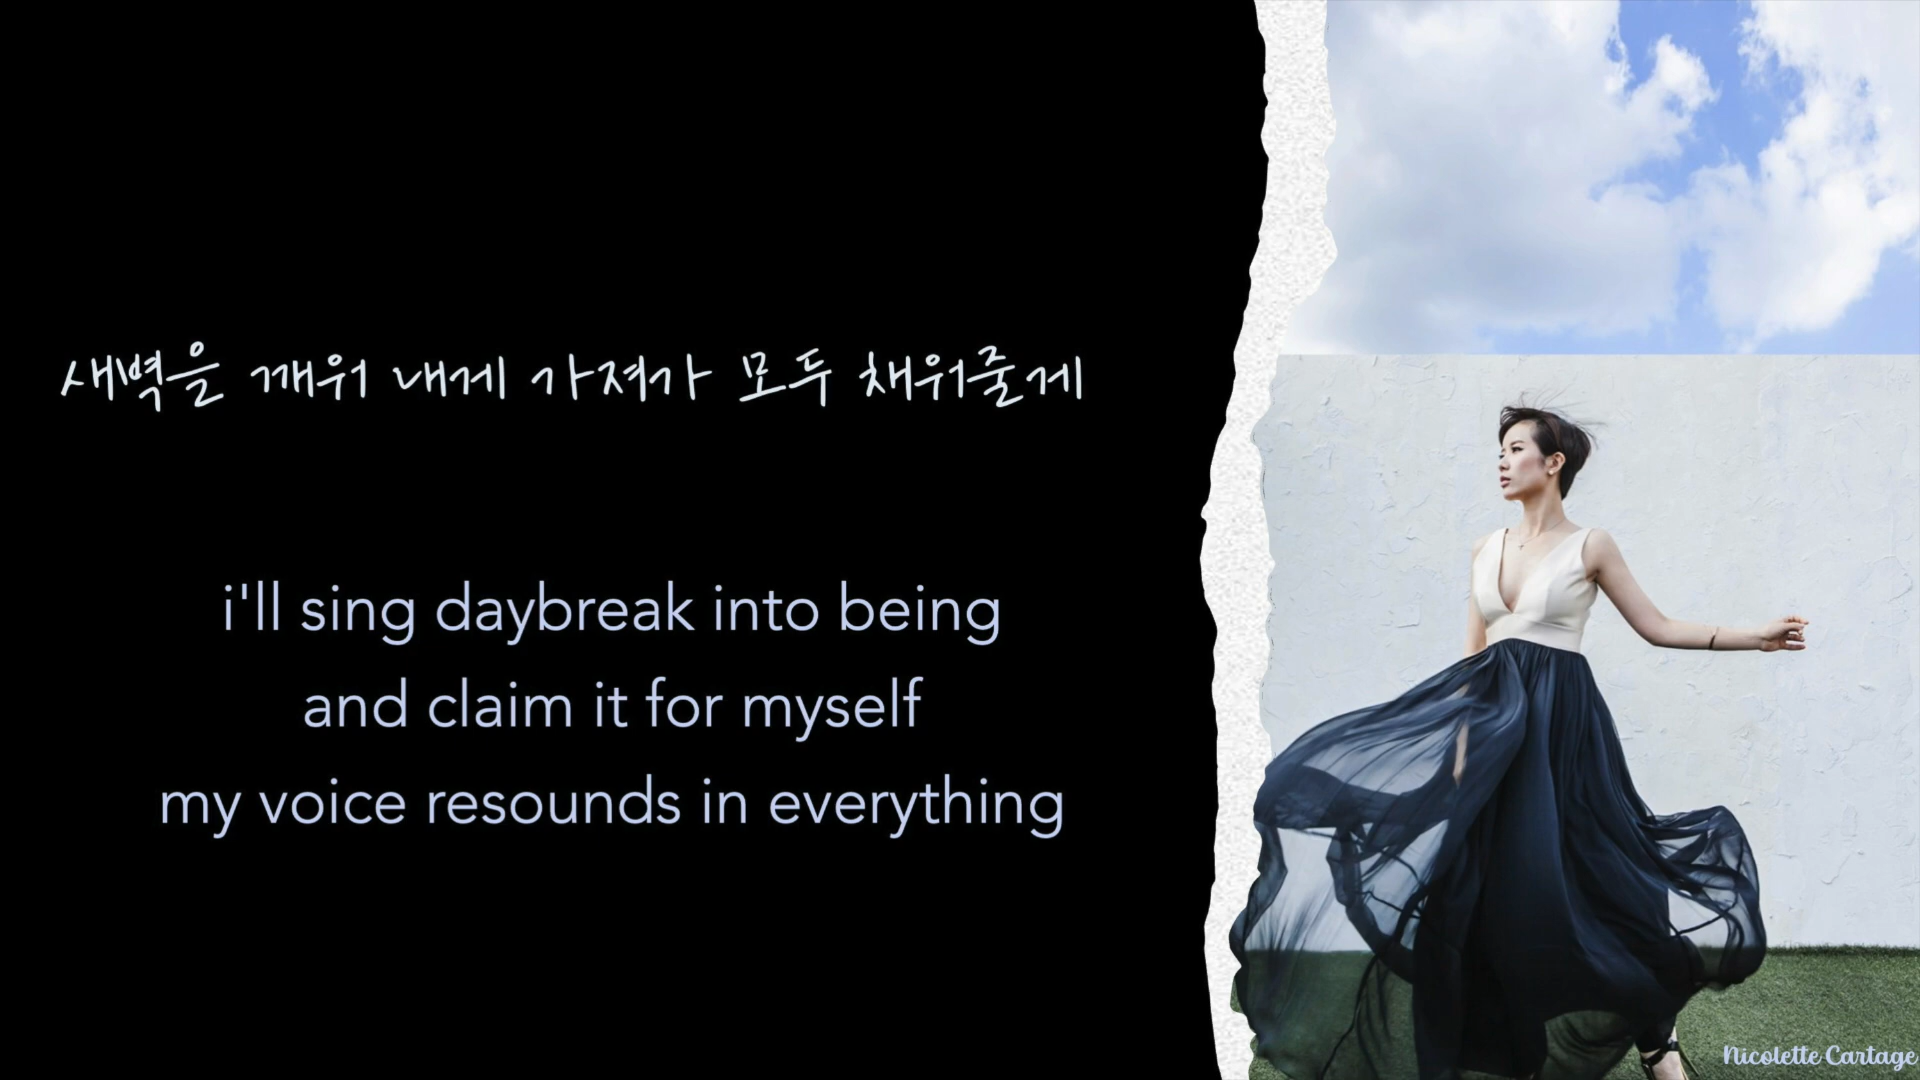 새벽을 깨워 내게 가져가 모두 채워줄게
i'll sing daybreak into being
and claim it for myself
my voice resounds in everything
Nicolette Cartage